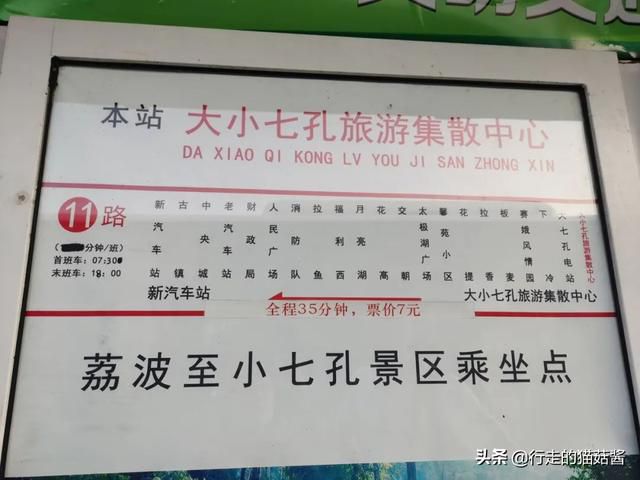 本站 大小七孔旅游集散中心
DA XIAO QI KONG LV YOU JI SAN ZHONG XIN
11路
(分钟/班)
首班车:07:30
末班车:18:00
新汽车站
古镇
中央城
老汽车站
财政局
人民广场
消防队
拉鱼
福利西
月亮湖
花高
交朝
太极湖广场
馨苑小区
花提
拉香
板麦
赛娥风情园
下冷
大七孔电站
大小七孔旅游集散中心
新汽车站 大小七孔旅游集散中心
全程35分钟，票价7元
荔波至小七孔景区乘坐点
头条 @行走的猫菇酱